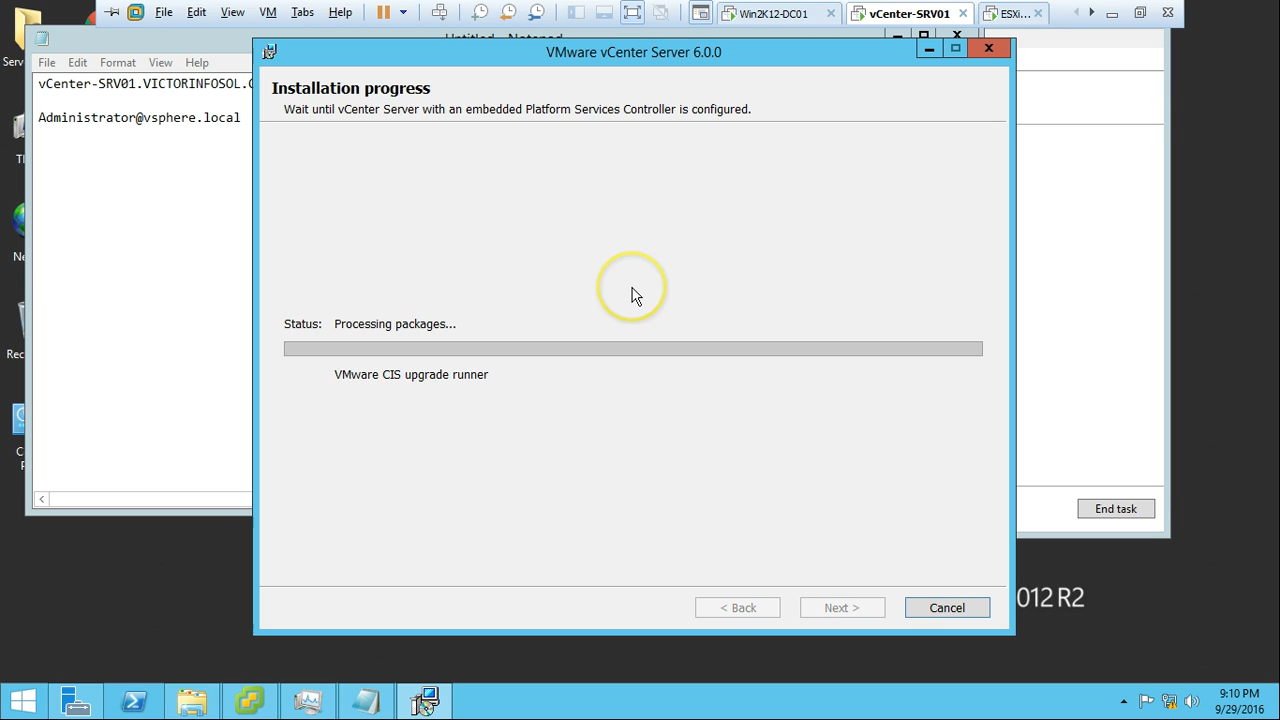 File Edit View VM Tabs Help
Win2K12-DC01
vCenter-SRV01
ESXi...
Untitled - Notepad
VMware vCenter Server 6.0.0
File Edit Format View Help
vCenter-SRV01.VICTORINFOSOL.
Administrator@vsphere.local
Installation progress
Wait until vCenter Server with an embedded Platform Services Controller is configured.
Status: Processing packages...
VMware CIS upgrade runner
End task
< Back
Next >
Cancel
012 R2
9:10 PM
9/29/2016